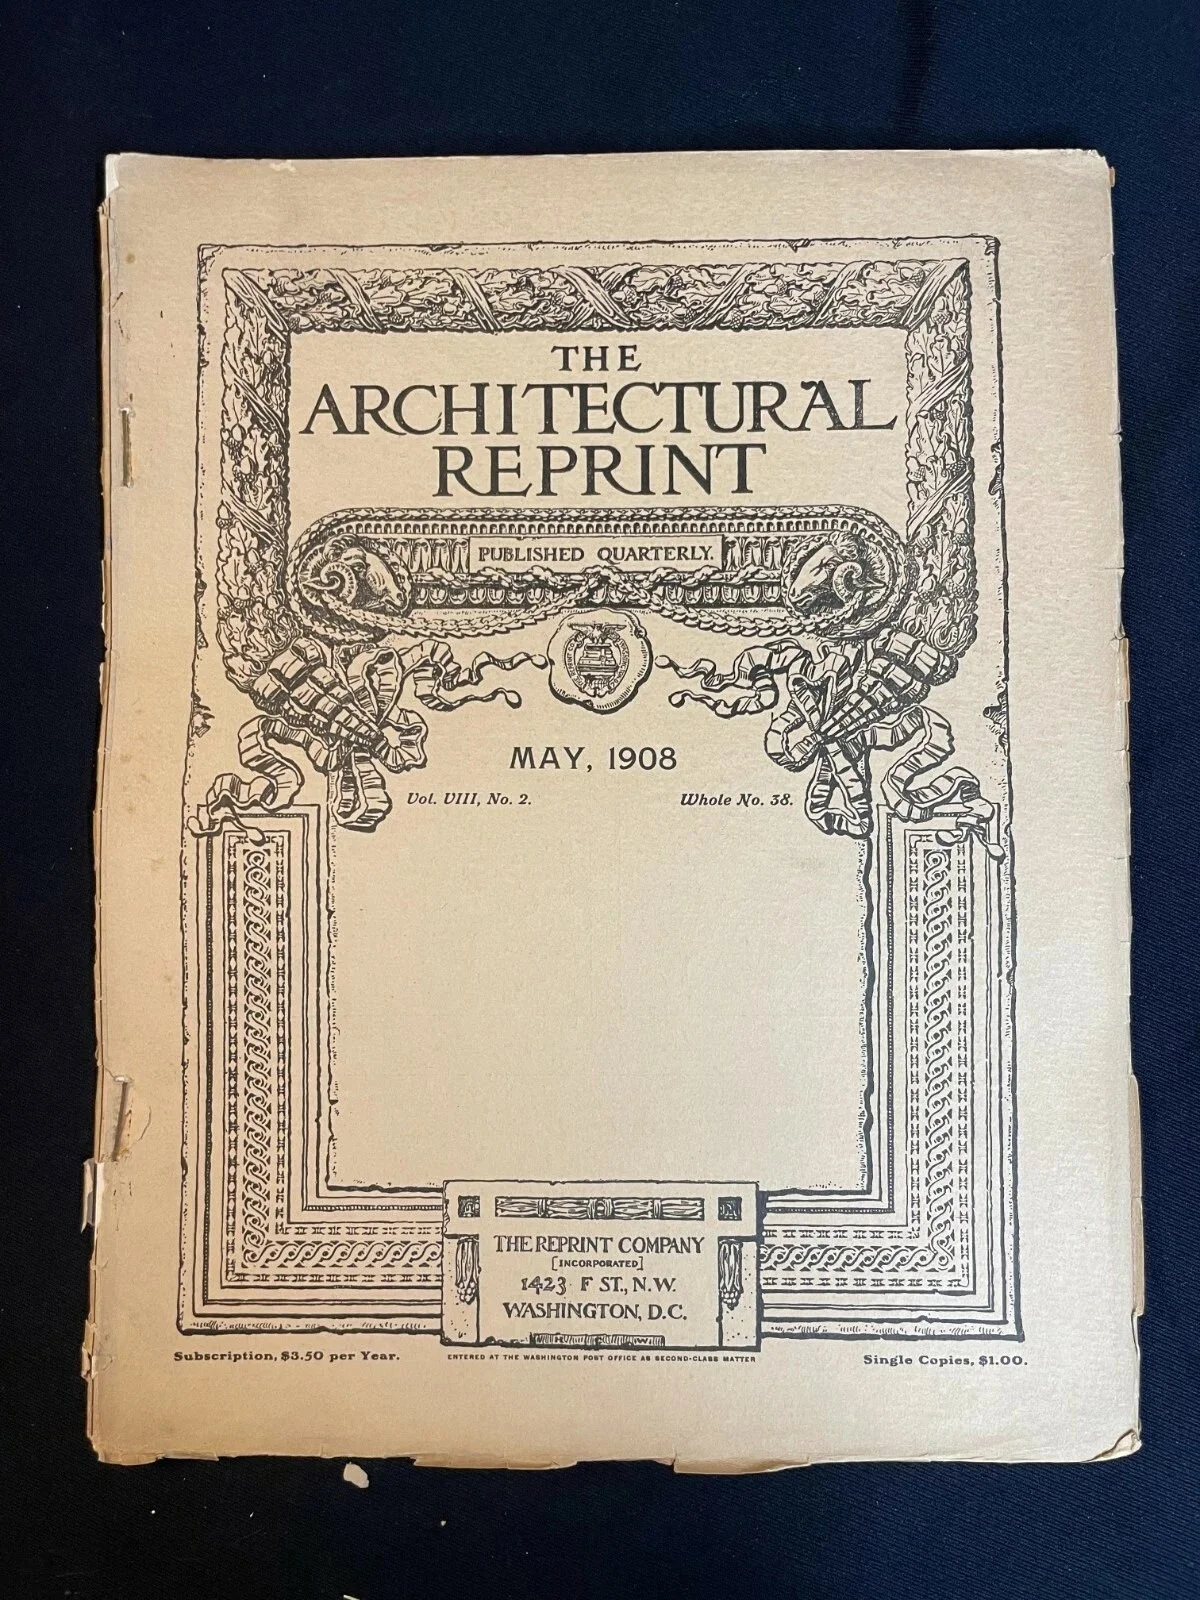 THE
ARCHITECTURAL
REPRINT
PUBLISHED QUARTERLY.
MAY, 1908
Vol. VIII, No. 2. Whole No. 38.
THE REPRINT COMPANY
[INCORPORATED]
1423 F ST., N.W.
WASHINGTON, D.C.
Subscription, $3.50 per Year. ENTERED AT THE WASHINGTON POST OFFICE AS SECOND-CLASS MATTER Single Copies, $1.00.